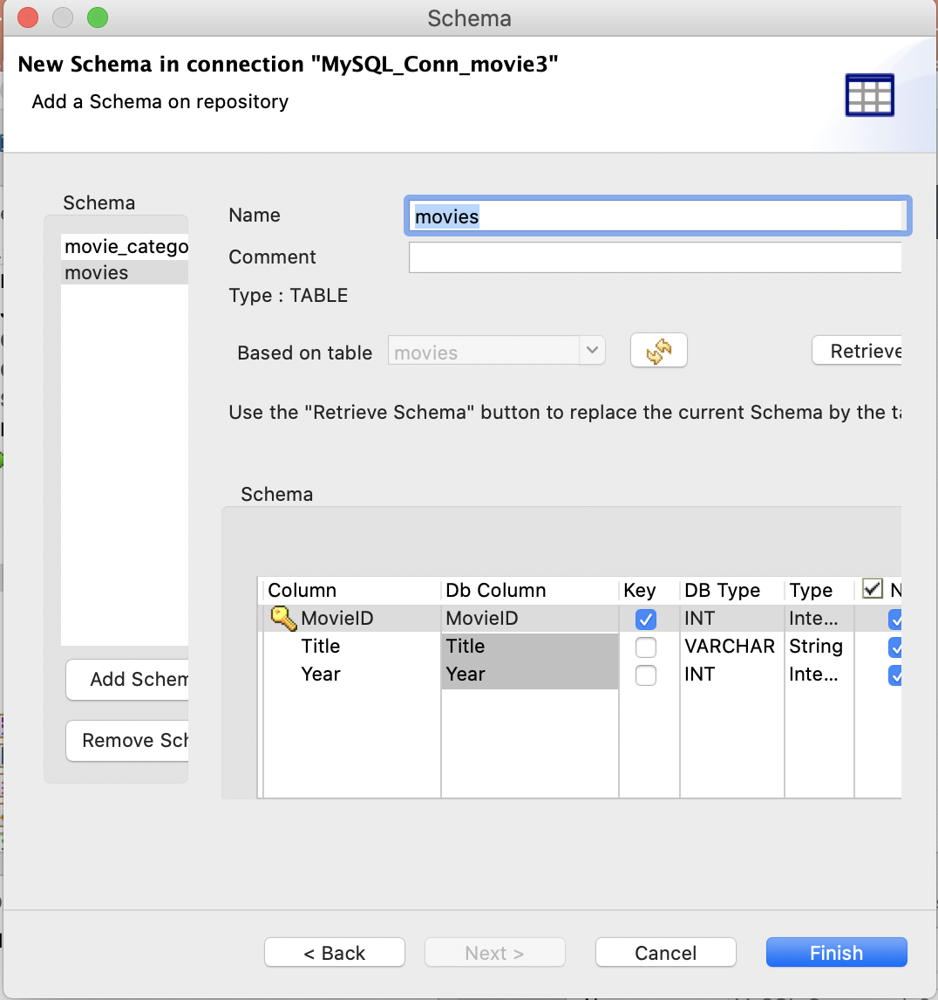 Schema
New Schema in connection "MySQL_Conn_movie3"
Add a Schema on repository
Schema
movie_catego
movies
Add Schem
Remove Sch
Name movies
Comment
Type : TABLE
Based on table movies Retrieve
Use the "Retrieve Schema" button to replace the current Schema by the ta
Schema
Column Db Column Key DB Type Type N
MovieID MovieID INT Inte...
Title Title VARCHAR String
Year Year INT Inte...
< Back Next > Cancel Finish